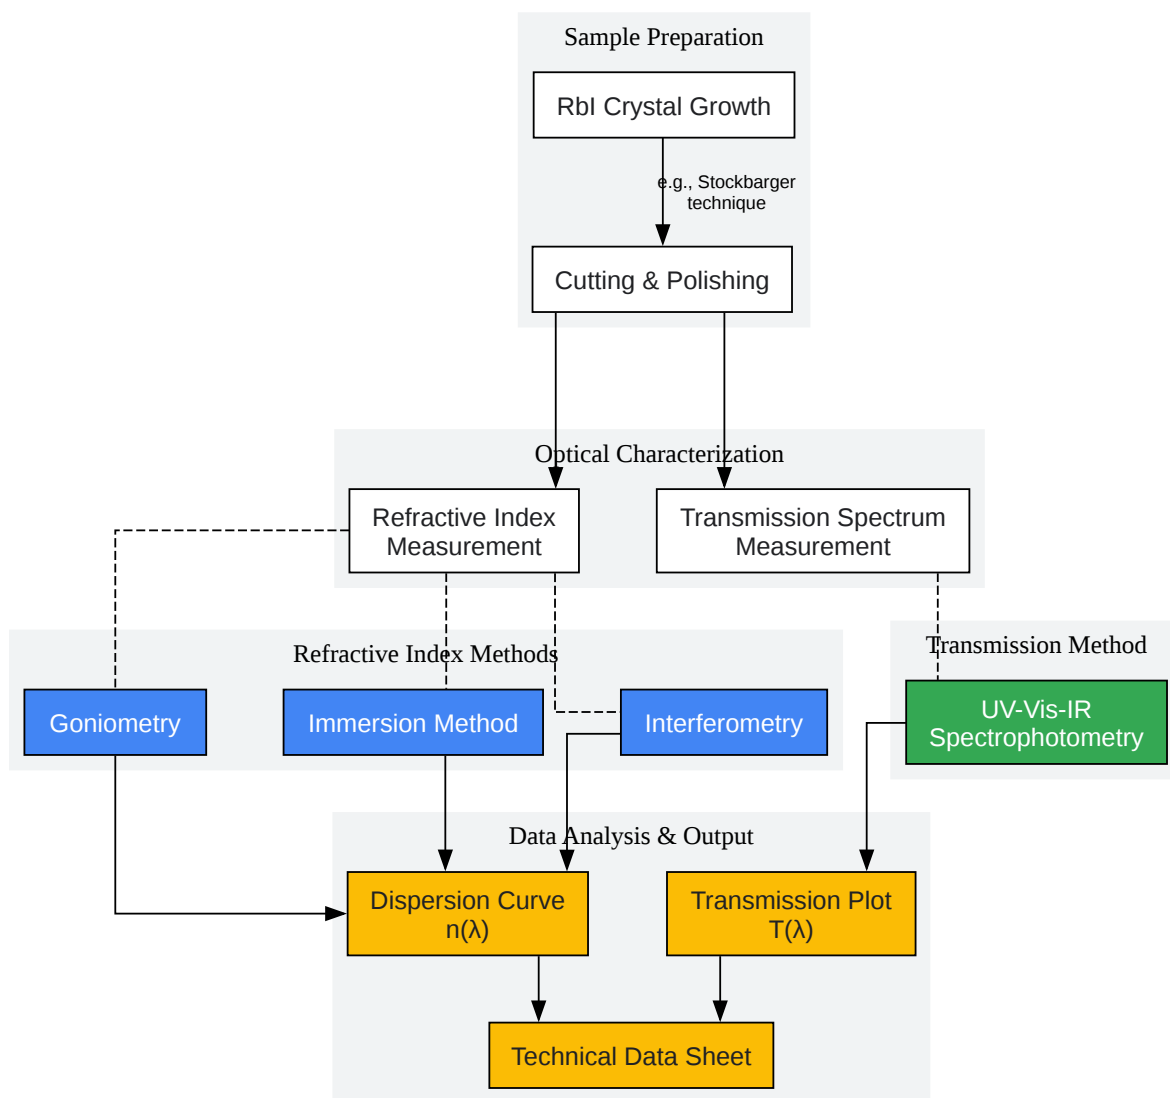 Sample Preparation
RbI Crystal Growth
e.g., Stockbarger
technique
Cutting & Polishing
Optical Characterization
Refractive Index
Measurement
Transmission Spectrum
Measurement
Refractive Index Methods
Transmission Method
Goniometry
Immersion Method
Interferometry
UV-Vis-IR
Spectrophotometry
Data Analysis & Output
Dispersion Curve
n(λ)
Transmission Plot
T(λ)
Technical Data Sheet